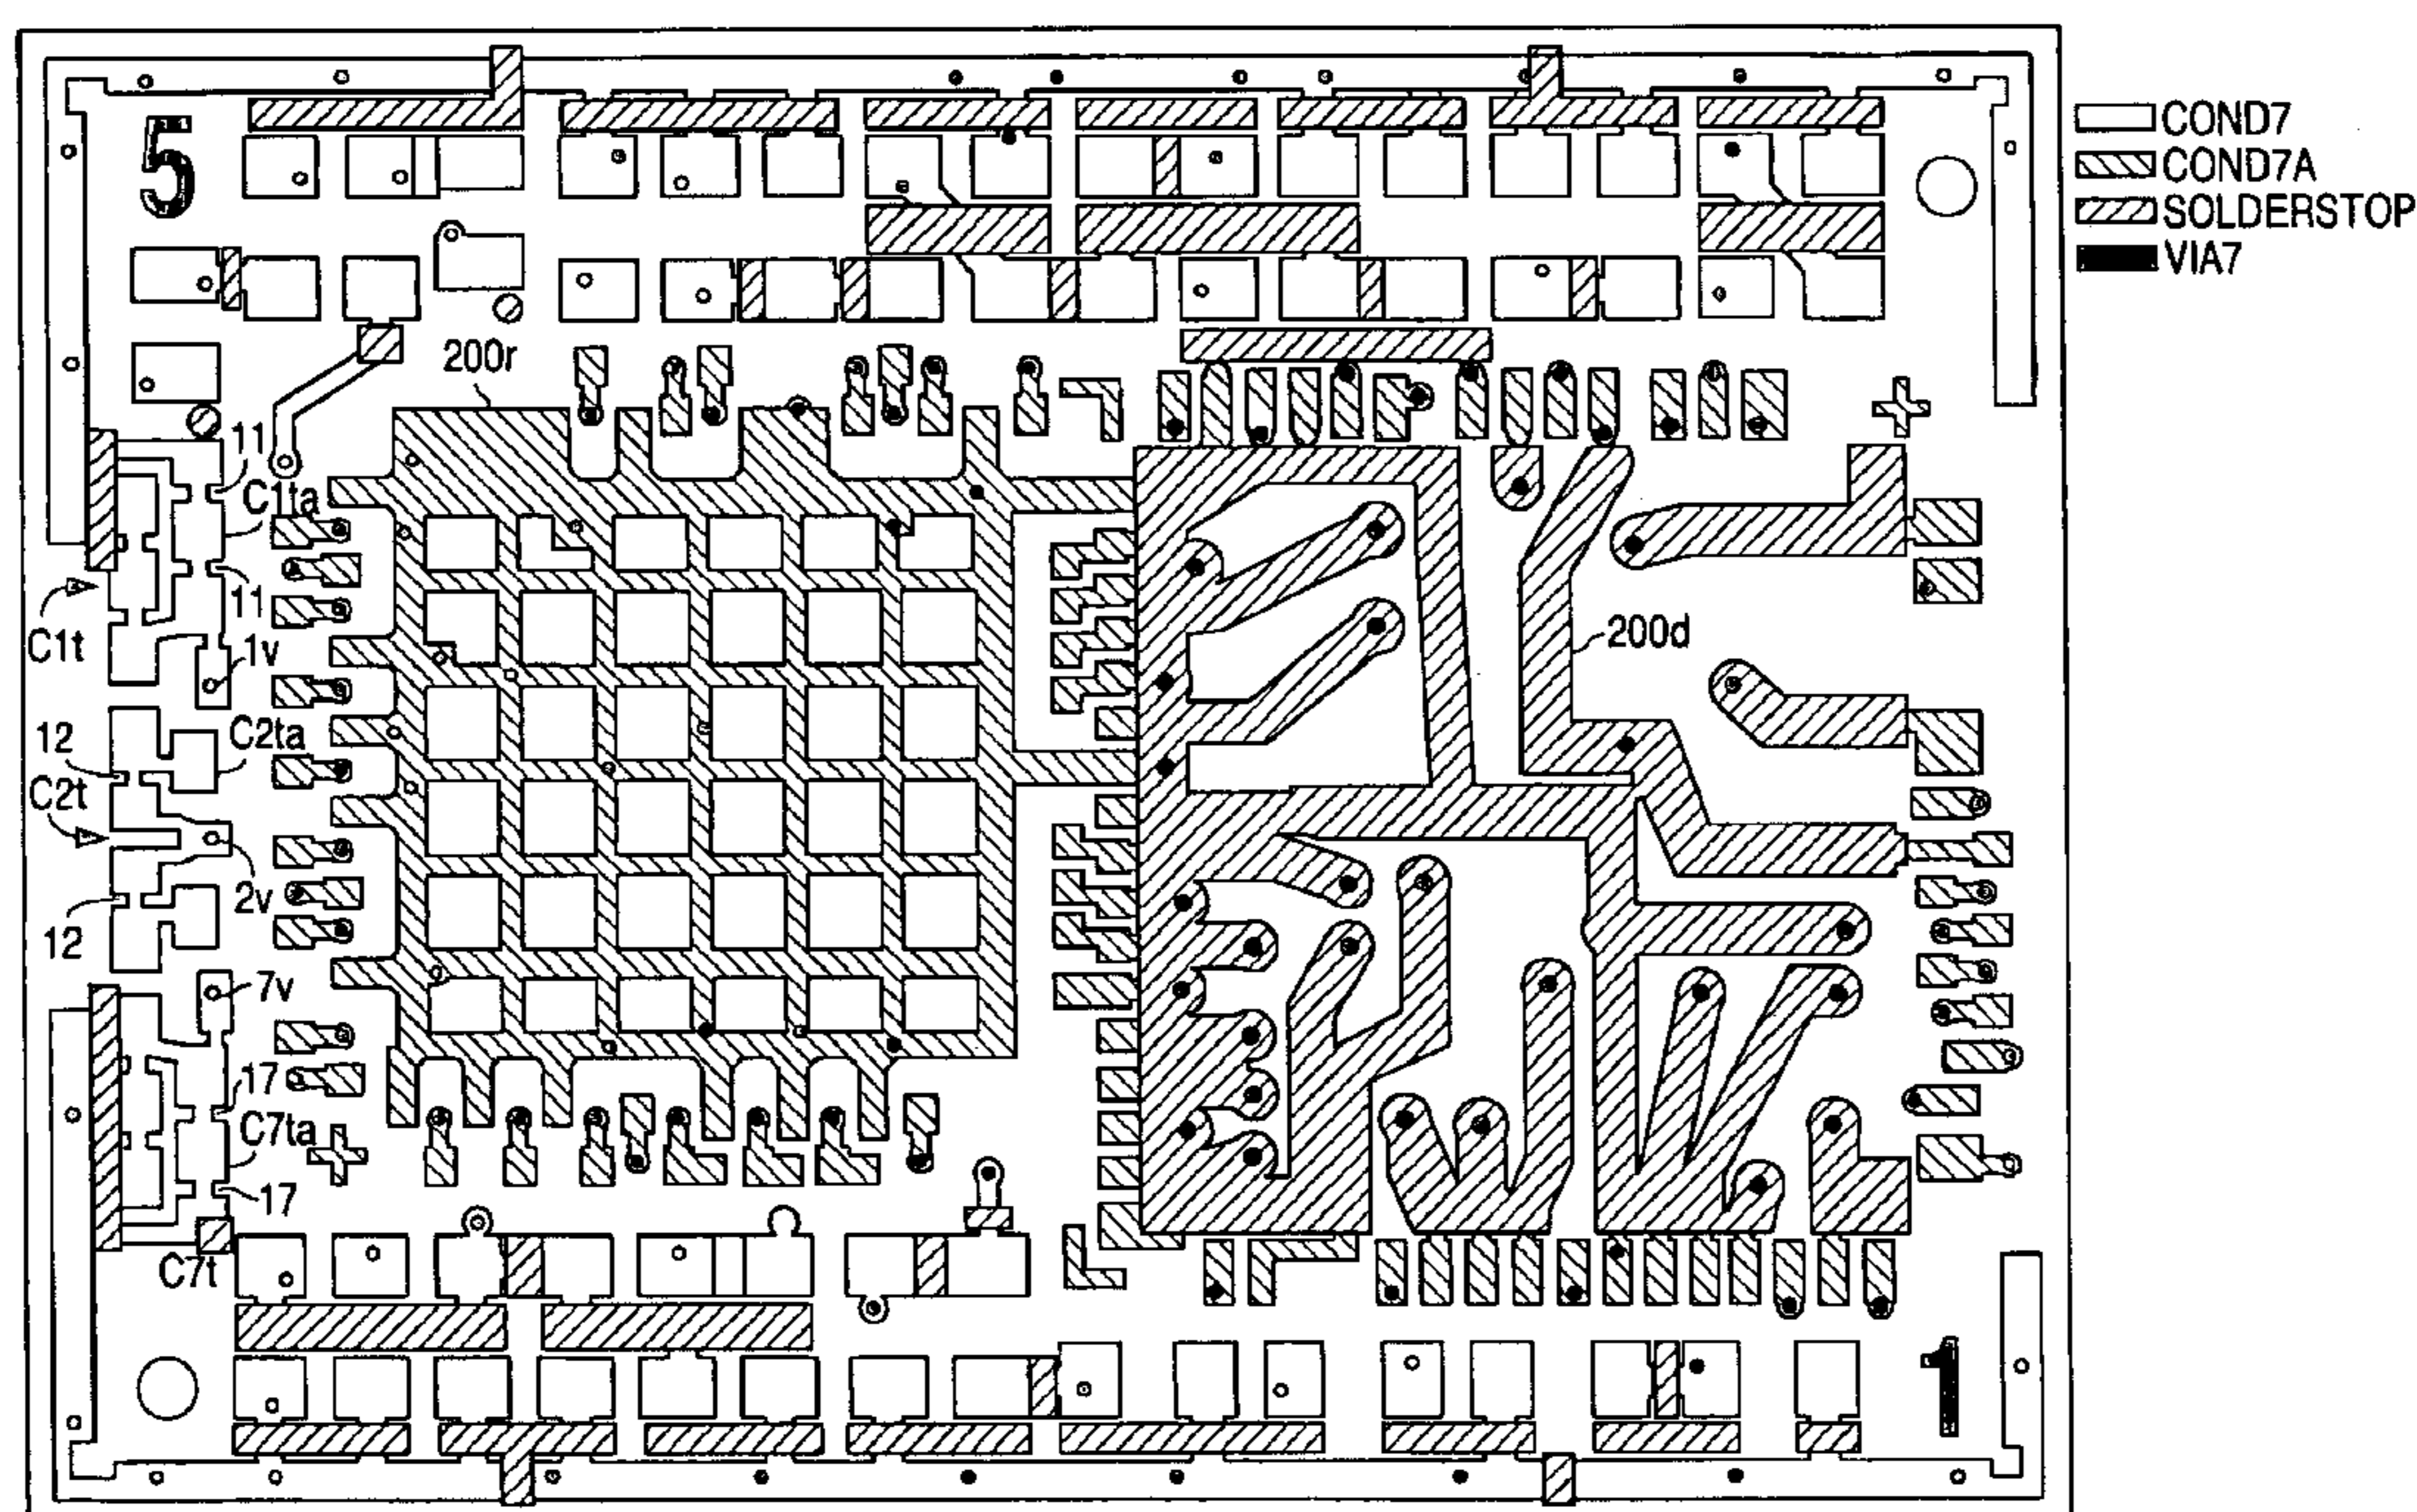 5
COND7
COND7A
SOLDERSTOP
VIA7
200r
11
C1ta
11
C1t
1v
200d
12
C2ta
C2t
2v
12
7v
17
C7ta
17
C7t
1